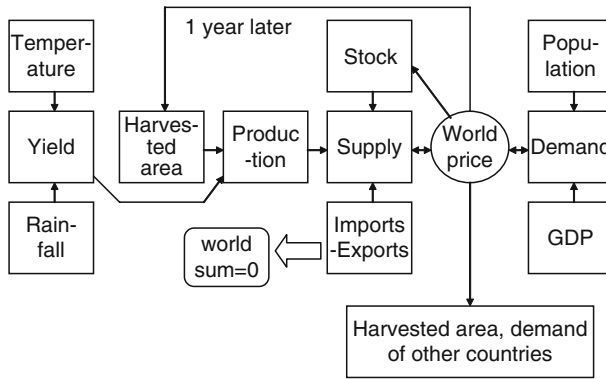 Temper-
ature
1 year later
Stock
Popu-
lation
Yield
Harves-
ted
area
Produc
-tion
Supply
World
price
Demand
Rain-
fall
world
sum=0
Imports
-Exports
GDP
Harvested area, demand
of other countries